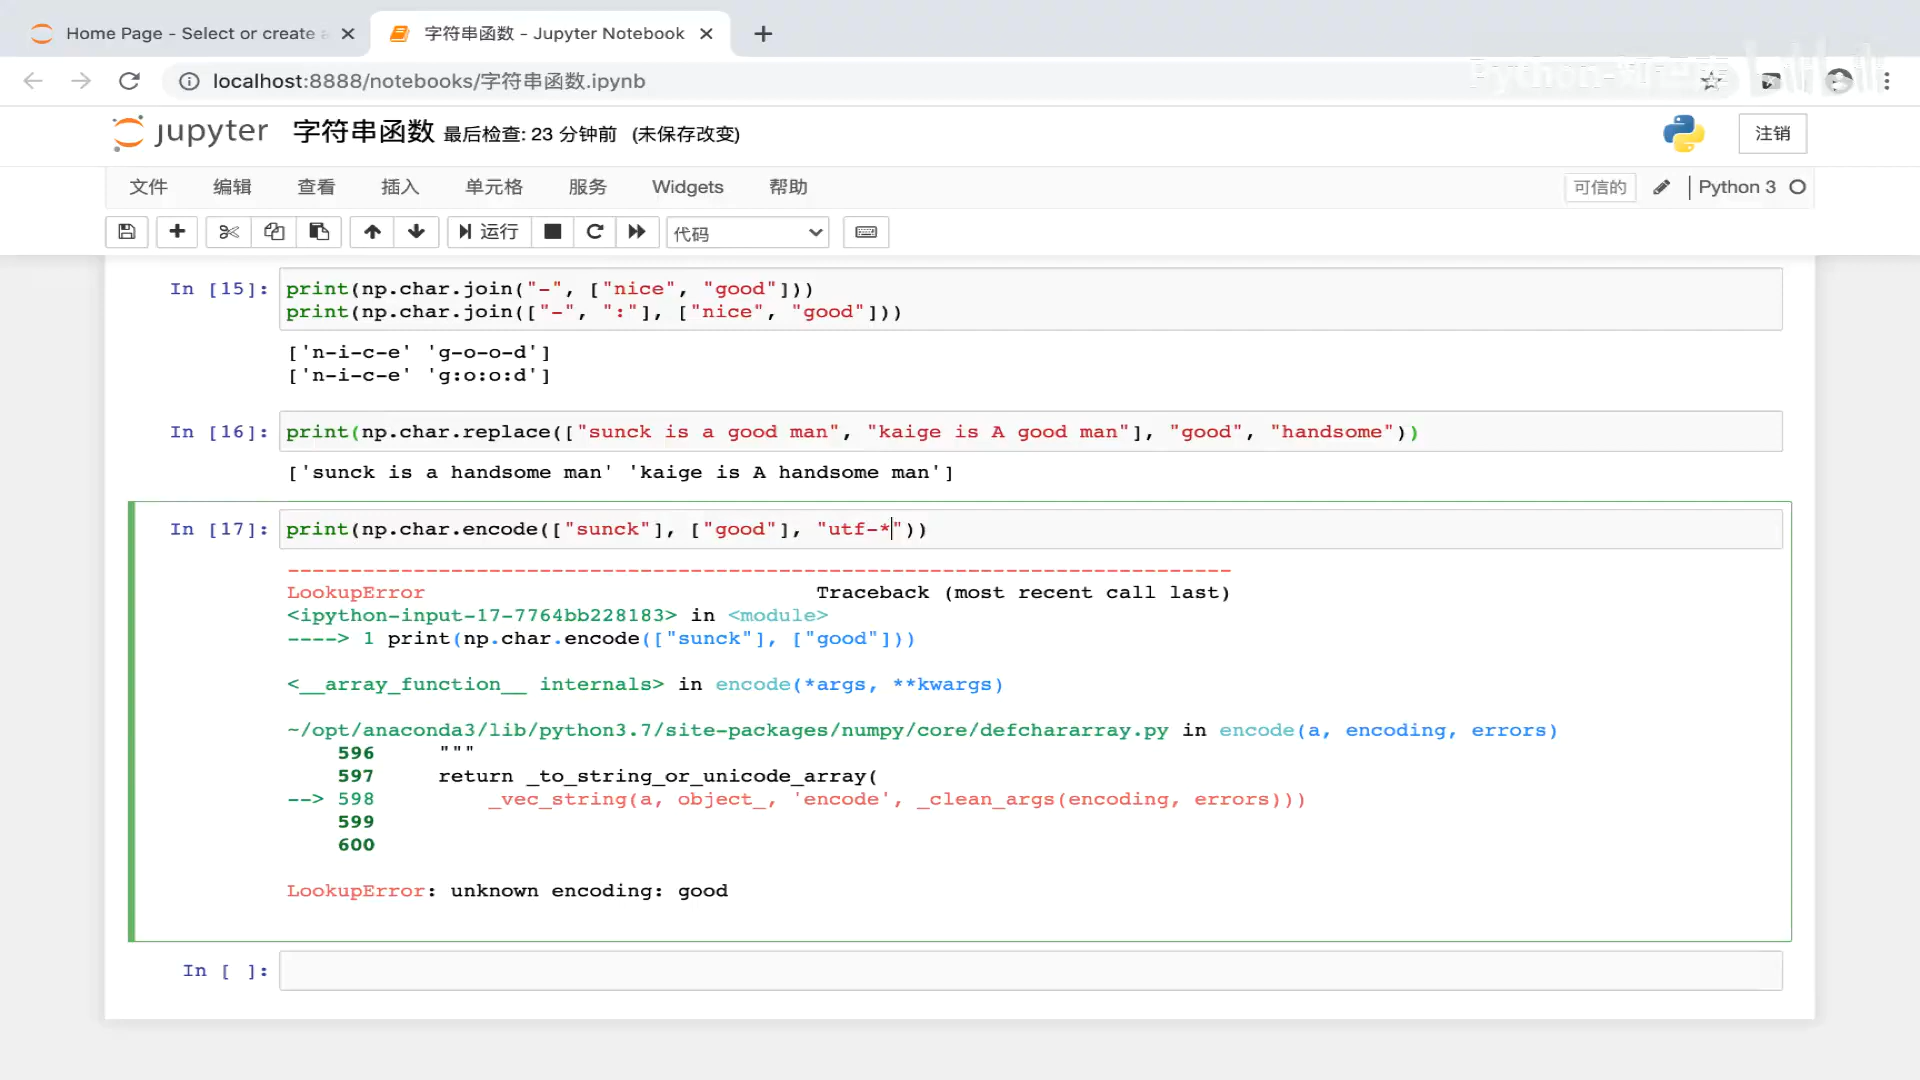 Home Page - Select or create a
字符串函数 - Jupyter Notebook
localhost:8888/notebooks/字符串函数.ipynb
jupyter 字符串函数 最后检查: 23 分钟前 (未保存改变)
注销
文件 编辑 查看 插入 单元格 服务 Widgets 帮助
可信的 Python 3
运行 代码
In [15]: print(np.char.join("-", ["nice", "good"]))
print(np.char.join(["-", ":"], ["nice", "good"]))
['n-i-c-e' 'g-o-o-d']
['n-i-c-e' 'g:o:o:d']
In [16]: print(np.char.replace(["sunck is a good man", "kaige is A good man"], "good", "handsome"))
['sunck is a handsome man' 'kaige is A handsome man']
In [17]: print(np.char.encode(["sunck"], ["good"], "utf-*"))
---------------------------------------------------------------------------
LookupError Traceback (most recent call last)
<ipython-input-17-7764bb228183> in <module>
----> 1 print(np.char.encode(["sunck"], ["good"]))
<__array_function__ internals> in encode(*args, **kwargs)
~/opt/anaconda3/lib/python3.7/site-packages/numpy/core/defchararray.py in encode(a, encoding, errors)
596 """
597 return _to_string_or_unicode_array(
--> 598 _vec_string(a, object_, 'encode', _clean_args(encoding, errors)))
599
600
LookupError: unknown encoding: good
In [ ]: